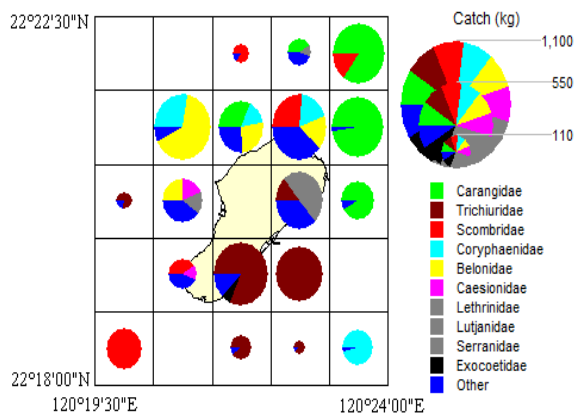 22°22'30"N
Catch (kg)
1,100
550
110
Carangidae
Trichiuridae
Scombridae
Coryphaenidae
Belonidae
Caesionidae
Lethrinidae
Lutjanidae
Serranidae
Exocoetidae
Other
22°18'00"N
120°19'30"E
120°24'00"E